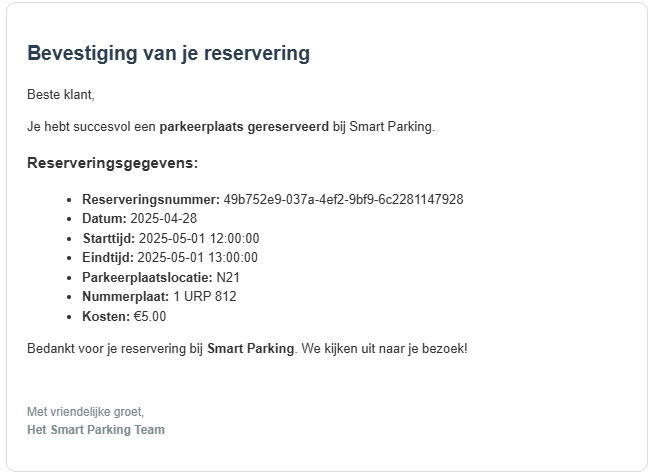 Bevestiging van je reservering
Beste klant,
Je hebt succesvol een parkeerplaats gereserveerd bij Smart Parking.
Reserveringsgegevens:
• Reserveringsnummer: 49b752e9-037a-4ef2-9bf9-6c2281147928
• Datum: 2025-04-28
• Starttijd: 2025-05-01 12:00:00
• Eindtijd: 2025-05-01 13:00:00
• Parkeerplaatslocatie: N21
• Nummerplaat: 1 URP 812
• Kosten: €5.00
Bedankt voor je reservering bij Smart Parking. We kijken uit naar je bezoek!
Met vriendelijke groet,
Het Smart Parking Team